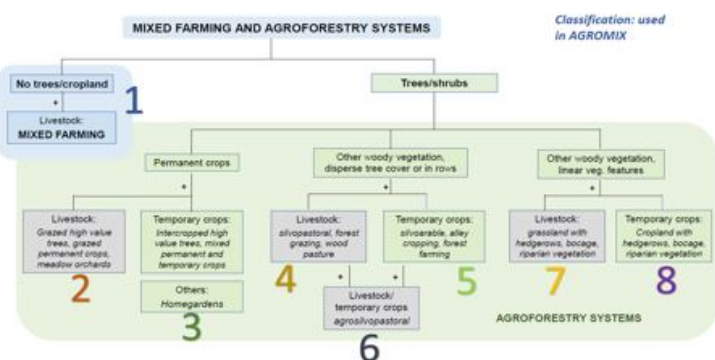 MIXED FARMING AND AGROFORESTRY SYSTEMS
Classification: used
in AGROMIX
No trees/cropland
+
Livestock:
MIXED FARMING
1
Trees/shrubs
Permanent crops
+
Other woody vegetation,
disperse tree cover or in rows
+
Other woody vegetation,
linear veg. features
+
Livestock:
Grazed high value
trees, grazed
permanent crops,
meadow orchards
2
Temporary crops:
Intercropped high
value trees, mixed
permanent and
temporary crops
Others:
Homegardens
3
Livestock:
silvopastoral, forest
grazing, wood
pasture
4
Temporary crops:
silvoarable, alley
cropping, forest
farming
5
+ +
Livestock/
temporary crops
agrosilvopastoral
6
Livestock:
grassland with
hedgerows, bocage,
riparian vegetation
7
Temporary crops:
Cropland with
hedgerows, bocage,
riparian vegetation
8
AGROFORESTRY SYSTEMS